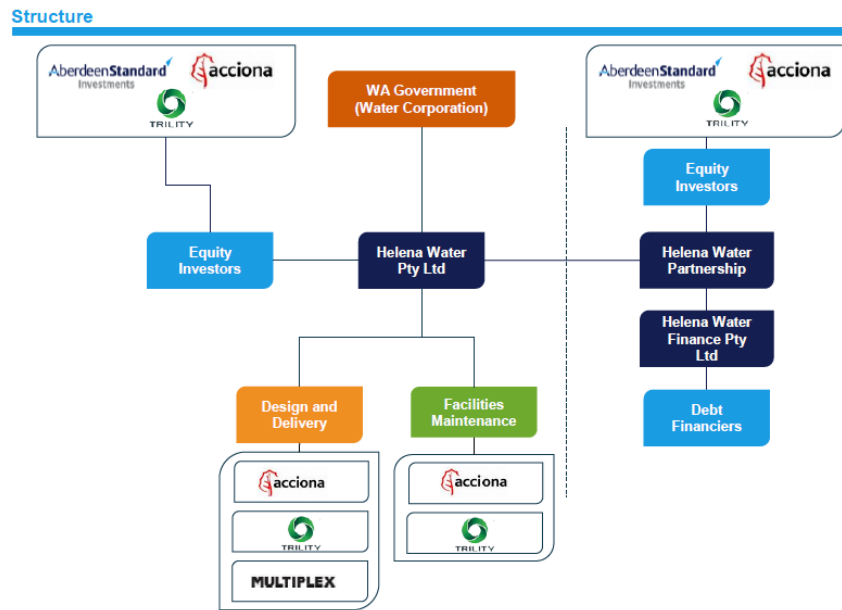 Structure
AberdeenStandard
Investments
acciona
TRILITY
WA Government
(Water Corporation)
AberdeenStandard
Investments
acciona
TRILITY
Equity
Investors
Equity
Investors
Helena Water
Pty Ltd
Helena Water
Partnership
Helena Water
Finance Pty
Ltd
Design and
Delivery
Facilities
Maintenance
Debt
Financiers
acciona
TRILITY
MULTIPLEX
acciona
TRILITY